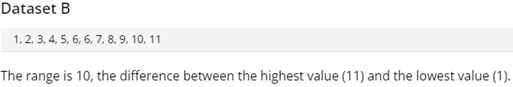 Dataset B
1, 2, 3, 4, 5, 6, 6, 7, 8, 9, 10, 11
The range is 10, the difference between the highest value (11) and the lowest value (1).